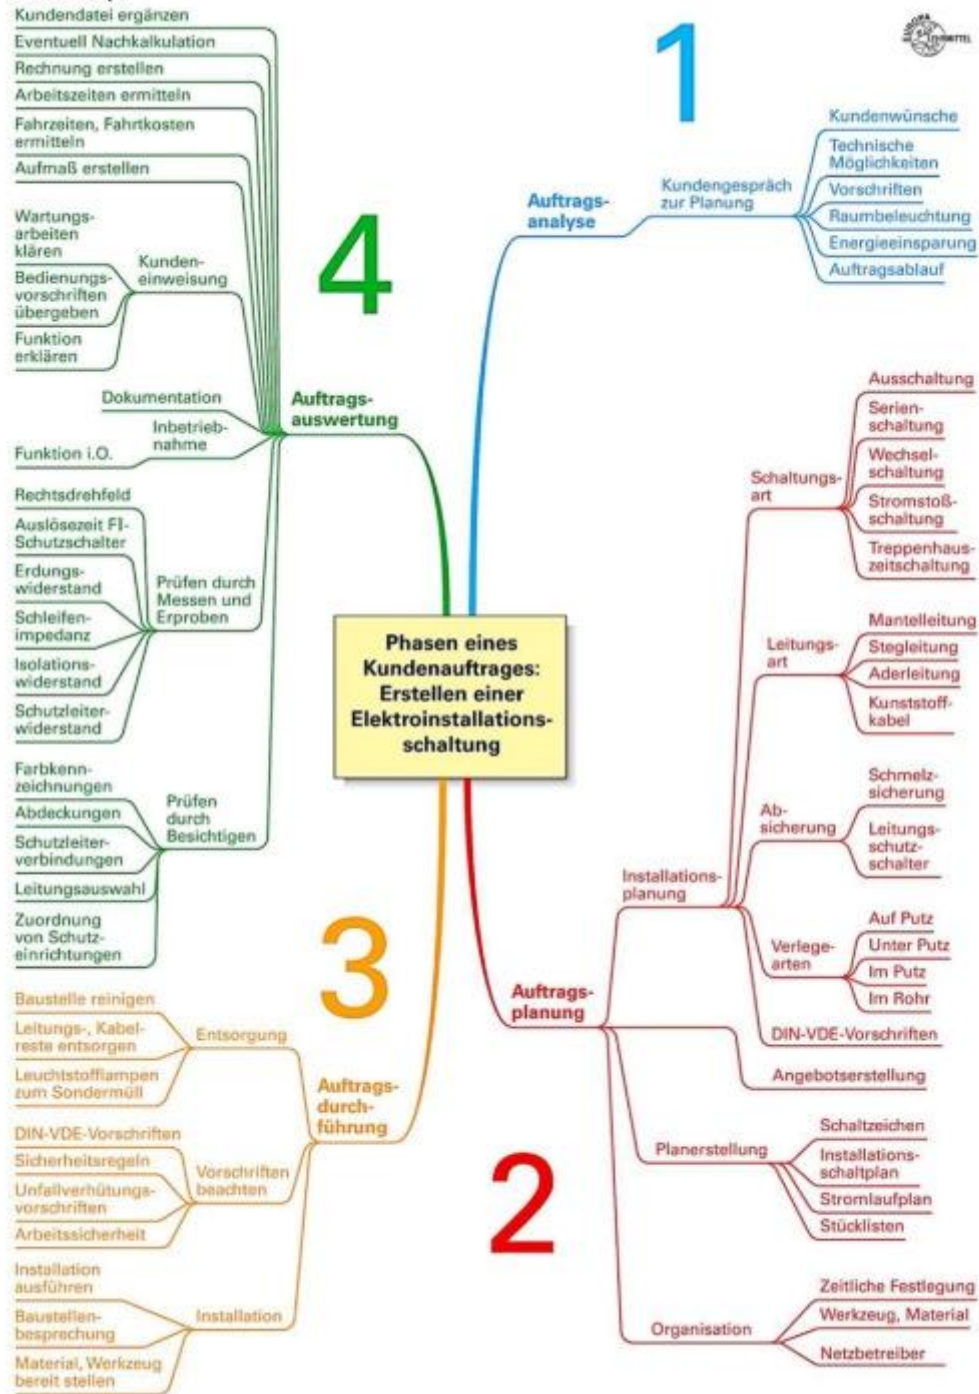 Kundendatei ergänzen
Eventuell Nachkalkulation
Rechnung erstellen
Arbeitszeiten ermitteln
Fahrzeiten, Fahrtkosten
ermitteln
Aufmaß erstellen
Wartungs-
arbeiten
klären
Bedienungs-
vorschriften
übergeben
Funktion
erklären
Kunden-
einweisung
4
Dokumentation
Inbetrieb-
nahme
Funktion i.O.
Auftrags-
auswertung
Rechtsdrehfeld
Auslösezeit FI-
Schutzschalter
Erdungs-
widerstand
Schleifen-
impedanz
Isolations-
widerstand
Schutzleiter-
widerstand
Prüfen durch
Messen und
Erproben
Farbkenn-
zeichnungen
Abdeckungen
Schutzleiter-
verbindungen
Leitungsauswahl
Zuordnung
von Schutz-
einrichtungen
Prüfen
durch
Besichtigen
1
EUROPA
LEHRMITTEL
Auftrags-
analyse
Kundengespräch
zur Planung
Kundenwünsche
Technische
Möglichkeiten
Vorschriften
Raumbeleuchtung
Energieeinsparung
Auftragsablauf
Phasen eines
Kundenauftrages:
Erstellen einer
Elektroinstallations-
schaltung
Schaltungs-
art
Ausschaltung
Serien-
schaltung
Wechsel-
schaltung
Stromstoß-
schaltung
Treppenhaus-
zeitschaltung
Leitungs-
art
Mantelleitung
Stegleitung
Aderleitung
Kunststoff-
kabel
Ab-
sicherung
Schmelz-
sicherung
Leitungs-
schutz-
schalter
Installations-
planung
Verlege-
arten
Auf Putz
Unter Putz
Im Putz
Im Rohr
DIN-VDE-Vorschriften
Auftrags-
planung
Angebotserstellung
2
Planerstellung
Schaltzeichen
Installations-
schaltplan
Stromlaufplan
Stücklisten
Organisation
Zeitliche Festlegung
Werkzeug, Material
Netzbetreiber
3
Auftrags-
durch-
führung
Baustelle reinigen
Leitungs-, Kabel-
reste entsorgen
Leuchtstofflampen
zum Sondermüll
Entsorgung
DIN-VDE-Vorschriften
Sicherheitsregeln
Unfallverhütungs-
vorschriften
Arbeitssicherheit
Vorschriften
beachten
Installation
ausführen
Baustellen-
besprechung
Material, Werkzeug
bereit stellen
Installation